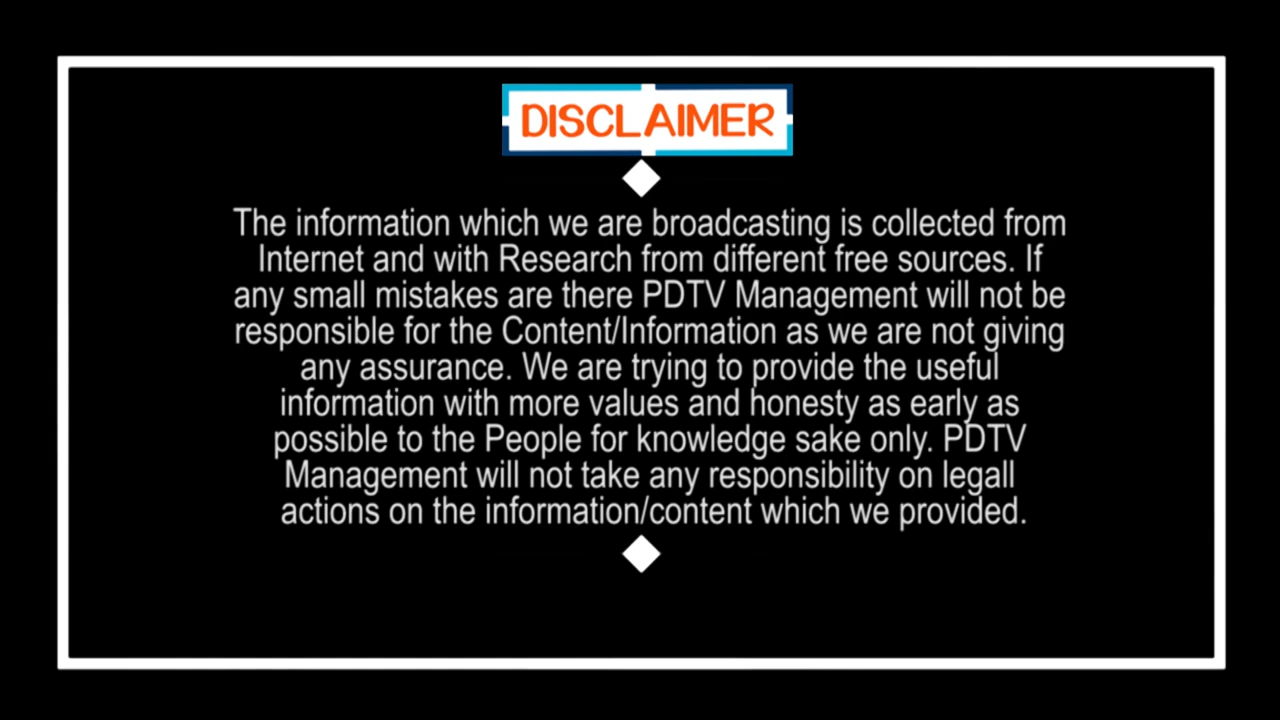 DISCLAIMER
The information which we are broadcasting is collected from
Internet and with Research from different free sources. If
any small mistakes are there PDTV Management will not be
responsible for the Content/Information as we are not giving
any assurance. We are trying to provide the useful
information with more values and honesty as early as
possible to the People for knowledge sake only. PDTV
Management will not take any responsibility on legall
actions on the information/content which we provided.